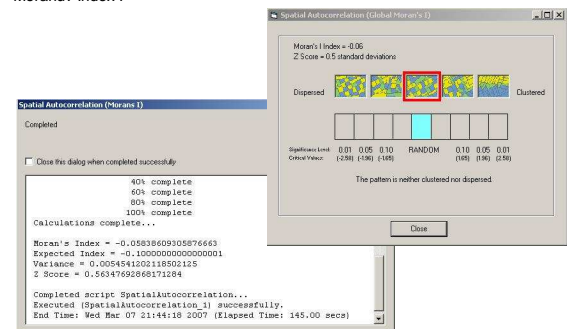 Spatial Autocorrelation (Global Moran's I)
Moran's I Index = -0.06
Z Score = 0.5 standard deviations
Dispersed
Clustered
Significance Level: 0.01 0.05 0.10 RANDOM 0.10 0.05 0.01
Critical Values: (-2.58) (-1.96) (-1.65) (1.65) (1.96) (2.58)
The pattern is neither clustered nor dispersed.
Close
Spatial Autocorrelation (Morans I)
Completed
Close this dialog when completed successfully
40% complete
60% complete
80% complete
100% complete
Calculations complete...
Moran's Index = -0.05838609305876663
Expected Index = -0.10000000000000001
Variance = 0.0054541202118502125
Z Score = 0.56347692868171284
Completed script SpatialAutocorrelation...
Executed (SpatialAutocorrelation_1) successfully.
End Time: Wed Mar 07 21:44:18 2007 (Elapsed Time: 145.00 secs)